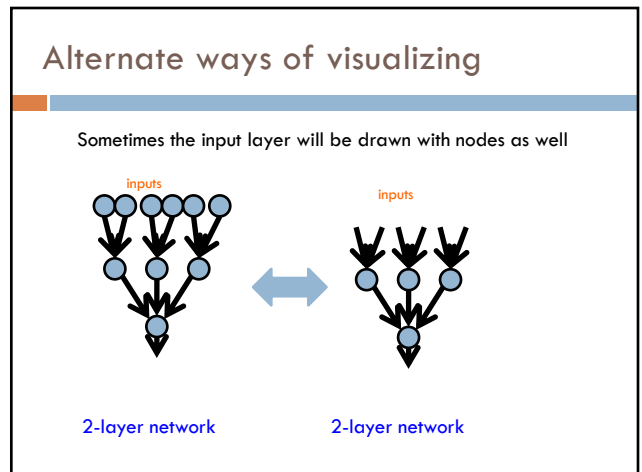 Alternate ways of visualizing
Sometimes the input layer will be drawn with nodes as well
inputs
inputs
2-layer network
2-layer network